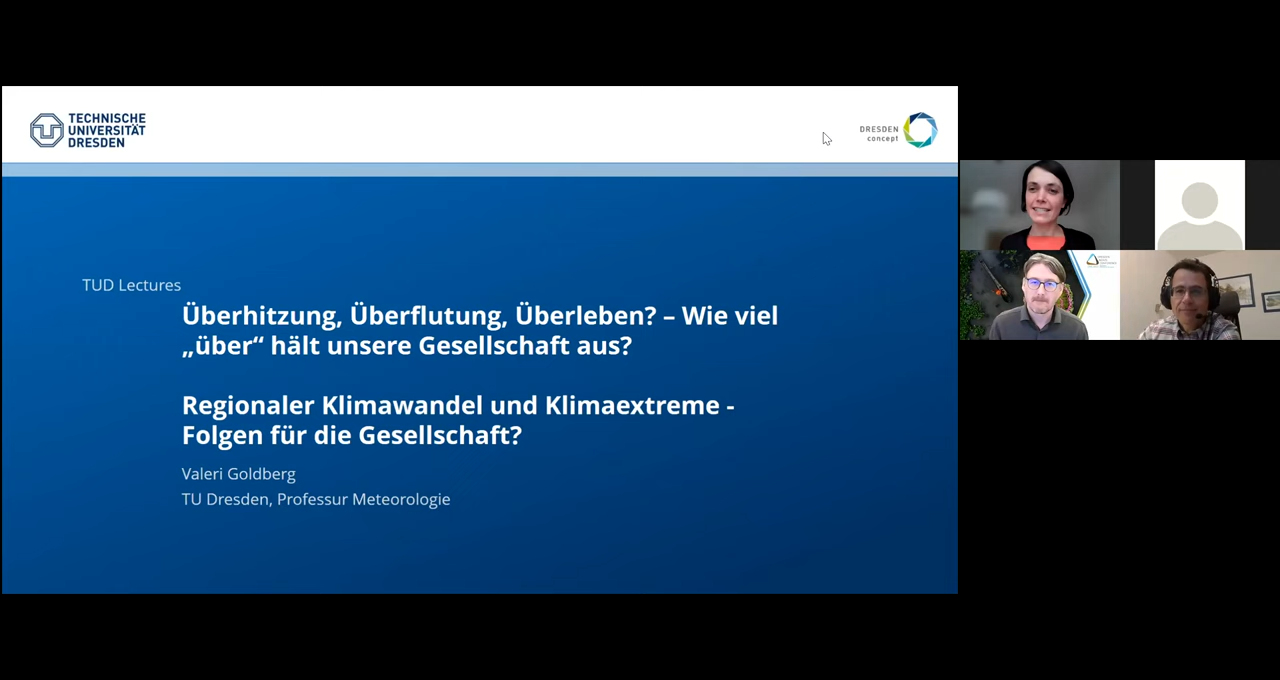 TECHNISCHE
UNIVERSITÄT
DRESDEN
DRESDEN
concept
TUD Lectures
Überhitzung, Überflutung, Überleben? – Wie viel
„über“ hält unsere Gesellschaft aus?
Regionaler Klimawandel und Klimaextreme -
Folgen für die Gesellschaft?
Valeri Goldberg
TU Dresden, Professur Meteorologie